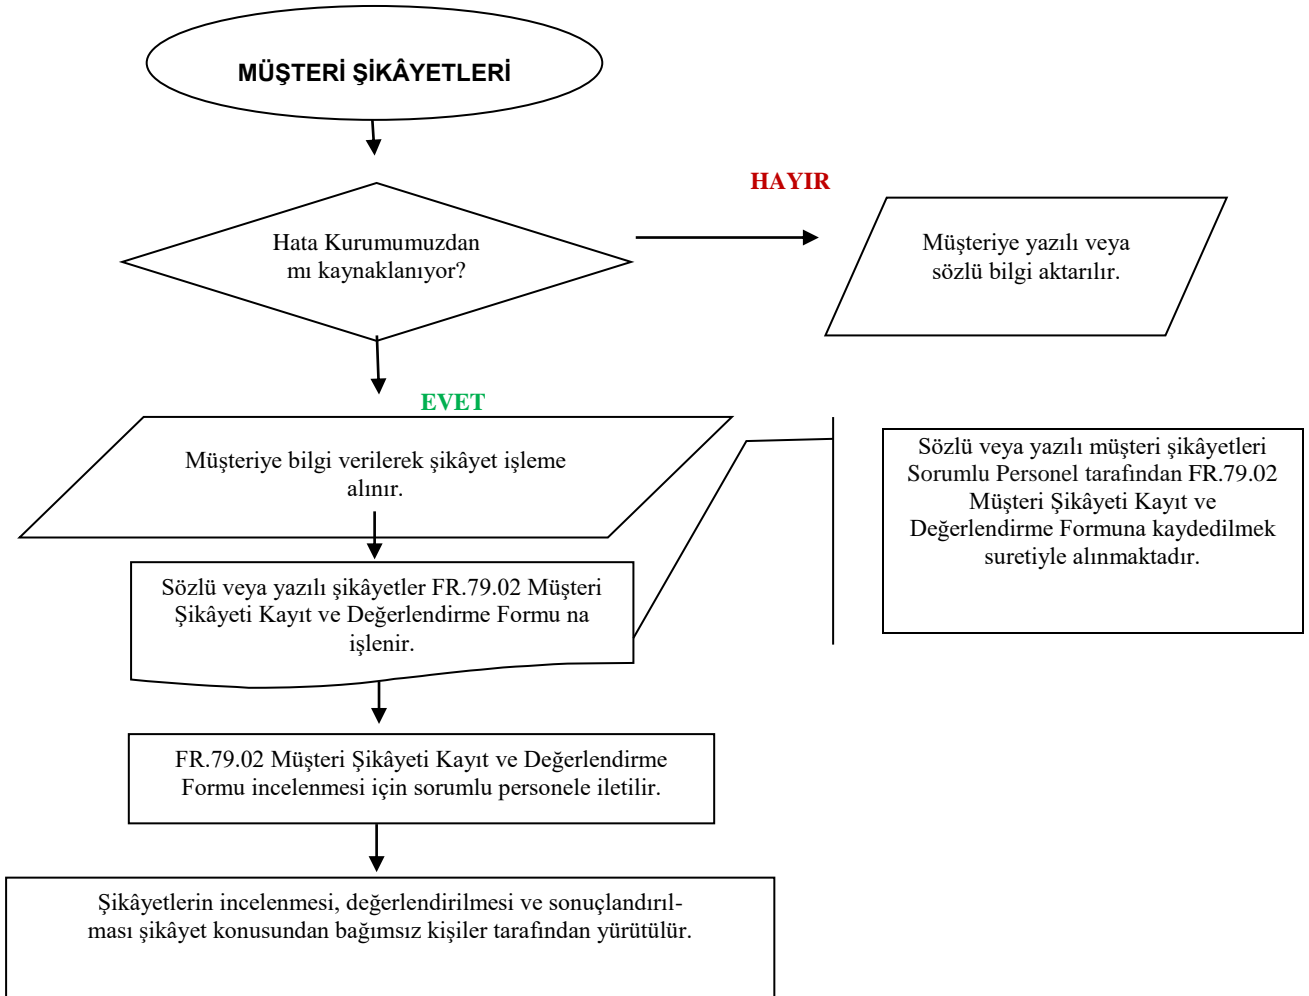 MÜŞTERİ ŞİKÂYETLERİ
HAYIR
Hata Kurumumuzdan
mı kaynaklanıyor?
Müşteriye yazılı veya
sözlü bilgi aktarılır.
EVET
Müşteriye bilgi verilerek şikâyet işleme
alınır.
Sözlü veya yazılı müşteri şikâyetleri
Sorumlu Personel tarafından FR.79.02
Müşteri Şikâyeti Kayıt ve
Değerlendirme Formuna kaydedilmek
suretiyle alınmaktadır.
Sözlü veya yazılı şikâyetler FR.79.02 Müşteri
Şikâyeti Kayıt ve Değerlendirme Formu na
işlenir.
FR.79.02 Müşteri Şikâyeti Kayıt ve Değerlendirme
Formu incelenmesi için sorumlu personele iletilir.
Şikâyetlerin incelenmesi, değerlendirilmesi ve sonuçlandırıl-
ması şikâyet konusundan bağımsız kişiler tarafından yürütülür.